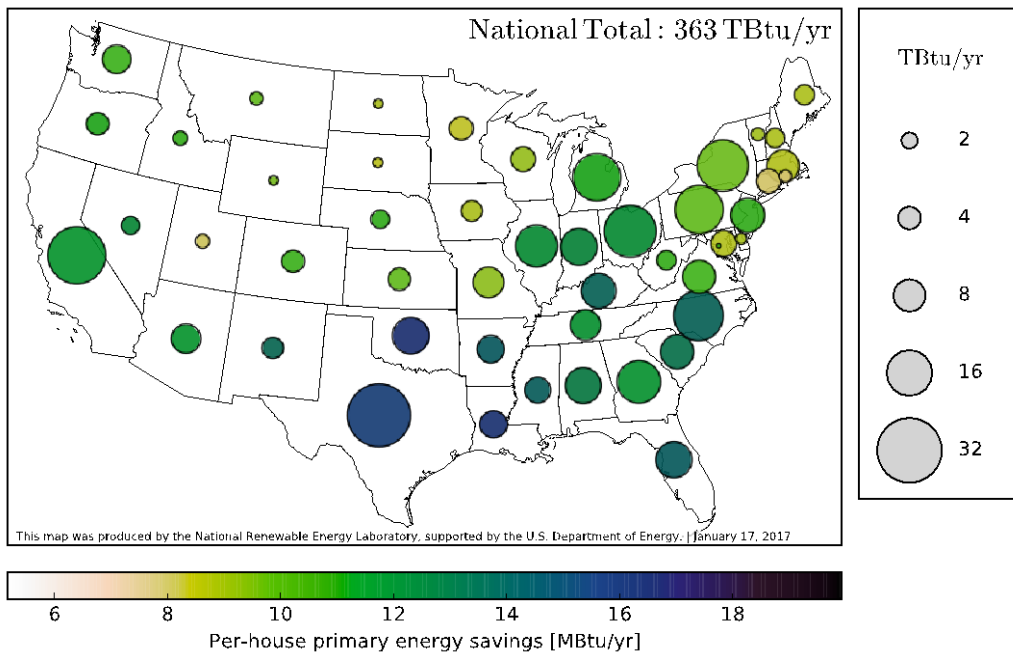 National Total : 363 TBtu/yr
This map was produced by the National Renewable Energy Laboratory, supported by the U.S. Department of Energy. | January 17, 2017
TBtu/yr
2
4
8
16
32
6 8 10 12 14 16 18
Per-house primary energy savings [MBtu/yr]